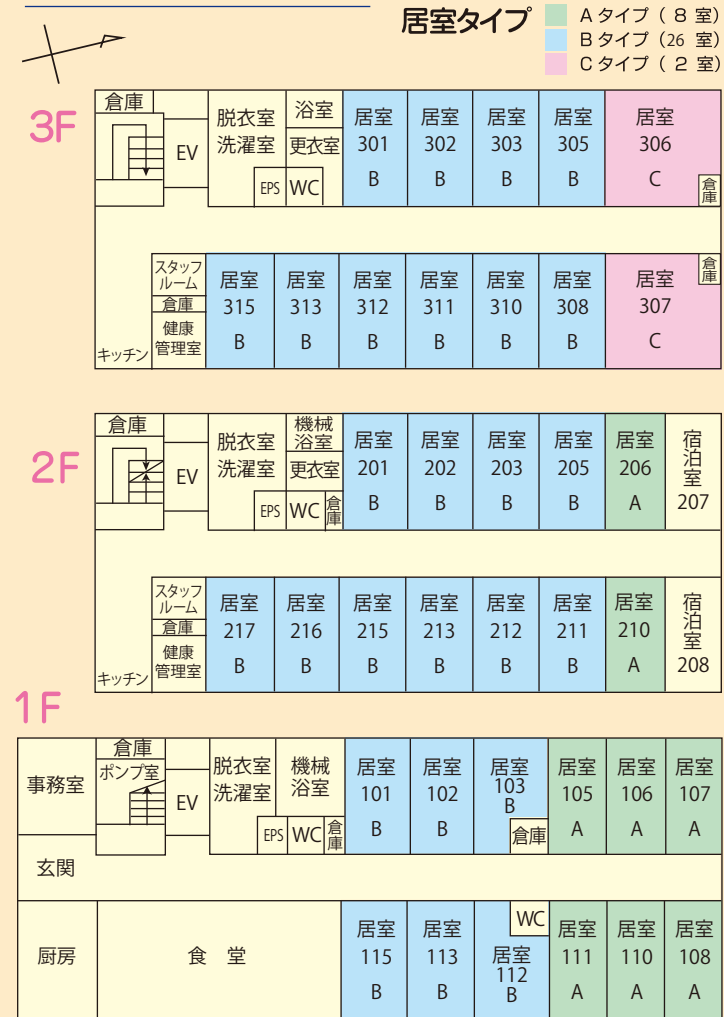 居室タイプ
Aタイプ（ 8 室）
Bタイプ（26 室）
Cタイプ（ 2 室）
3F
倉庫
EV
脱衣室
洗濯室
EPS
WC
浴室
更衣室
居室
301
B
居室
302
B
居室
303
B
居室
305
B
居室
306
C
倉庫
キッチン
スタッフ
ルーム
倉庫
健康
管理室
居室
315
B
居室
313
B
居室
312
B
居室
311
B
居室
310
B
居室
308
B
居室
307
C
倉庫
2F
倉庫
EV
脱衣室
洗濯室
EPS
WC
倉庫
機械
浴室
更衣室
居室
201
B
居室
202
B
居室
203
B
居室
205
B
居室
206
A
宿泊室
207
キッチン
スタッフ
ルーム
倉庫
健康
管理室
居室
217
B
居室
216
B
居室
215
B
居室
213
B
居室
212
B
居室
211
B
居室
210
A
宿泊室
208
1F
事務室
倉庫
ポンプ室
EV
脱衣室
洗濯室
EPS
WC
倉庫
機械
浴室
居室
101
B
居室
102
B
居室
103
B
倉庫
居室
105
A
居室
106
A
居室
107
A
玄関
厨房
食 堂
居室
115
B
居室
113
B
WC
居室
112
B
居室
111
A
居室
110
A
居室
108
A